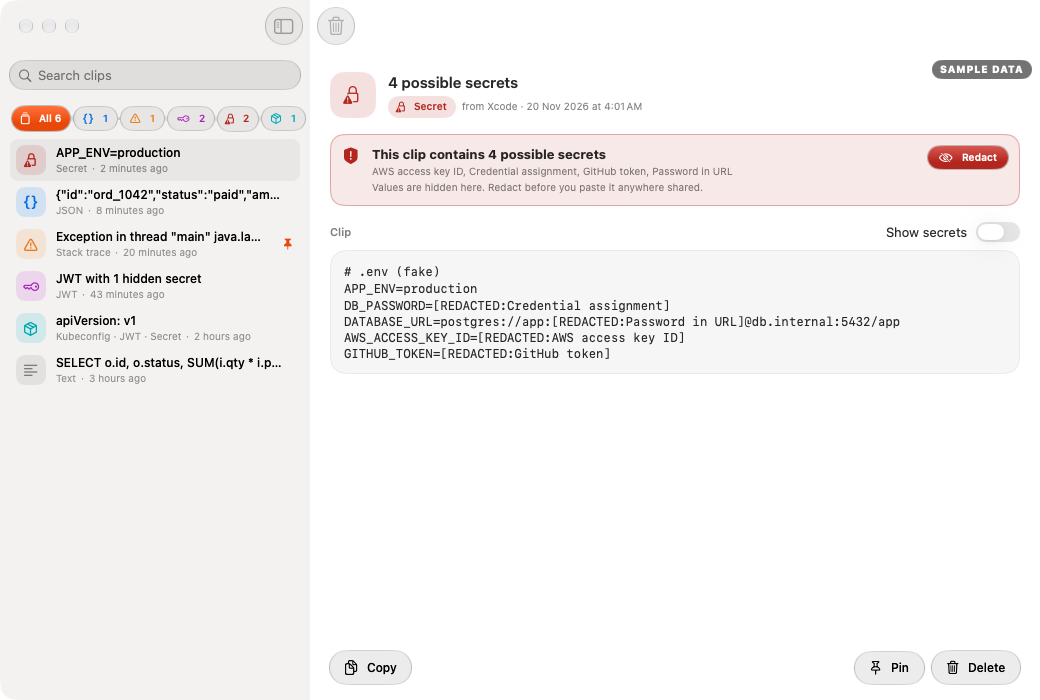 Search clips
All 6
{} 1
1
2
2
1
APP_ENV=production
Secret · 2 minutes ago
{}
{"id":"ord_1042","status":"paid","am...
JSON · 8 minutes ago
Exception in thread "main" java.la...
Stack trace · 20 minutes ago
JWT with 1 hidden secret
JWT · 43 minutes ago
apiVersion: v1
Kubeconfig · JWT · Secret · 2 hours ago
SELECT o.id, o.status, SUM(i.qty * i.p...
Text · 3 hours ago
SAMPLE DATA
4 possible secrets
Secret from Xcode · 20 Nov 2026 at 4:01 AM
This clip contains 4 possible secrets
AWS access key ID, Credential assignment, GitHub token, Password in URL
Values are hidden here. Redact before you paste it anywhere shared.
Redact
Clip
Show secrets
# .env (fake)
APP_ENV=production
DB_PASSWORD=[REDACTED:Credential assignment]
DATABASE_URL=postgres://app:[REDACTED:Password in URL]@db.internal:5432/app
AWS_ACCESS_KEY_ID=[REDACTED:AWS access key ID]
GITHUB_TOKEN=[REDACTED:GitHub token]
Copy
Pin
Delete